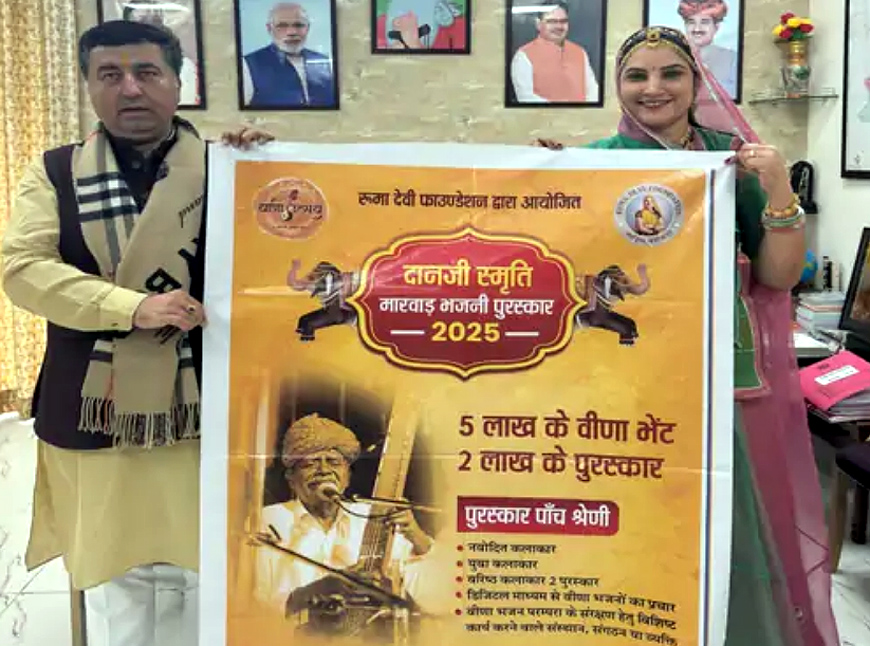 रूमा देवी फाउण्डेशन द्वारा आयोजित
दानजी स्मृति
मारवाड़ भजनी पुरस्कार
2025
5 लाख के वीणा भेंट
2 लाख के पुरस्कार
पुरस्कार पाँच श्रेणी
• नवोदित कलाकार
• युवा कलाकार
• वरिष्ठ कलाकार 2 पुरस्कार
• डिजिटल माध्यम से वीणा भजनों का प्रचार
• वीणा भजन परम्परा के संरक्षण हेतु विशिष्ट
कार्य करने वाले संस्थान, संगठन या व्यक्ति